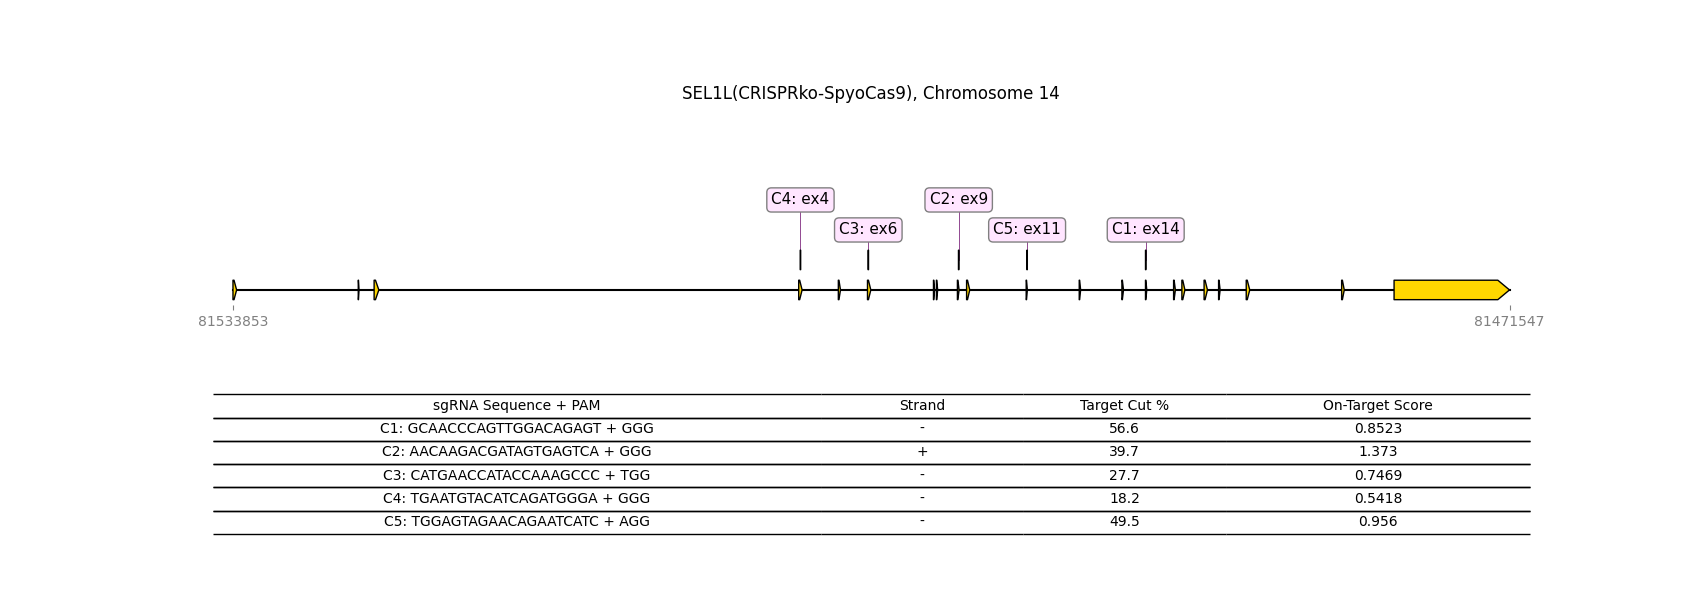 SEL1L(CRISPRko-SpyoCas9), Chromosome 14
C4: ex4 C2: ex9
C3: ex6 C5: ex11 C1: ex14
81533853 81471547
sgRNA Sequence + PAM Strand Target Cut % On-Target Score
C1: GCAACCCAGTTGGACAGAGT + GGG - 56.6 0.8523
C2: AACAAGACGATAGTGAGTCA + GGG + 39.7 1.373
C3: CATGAACCATACCAAAGCCC + TGG - 27.7 0.7469
C4: TGAATGTACATCAGATGGGA + GGG - 18.2 0.5418
C5: TGGAGTAGAACAGAATCATC + AGG - 49.5 0.956